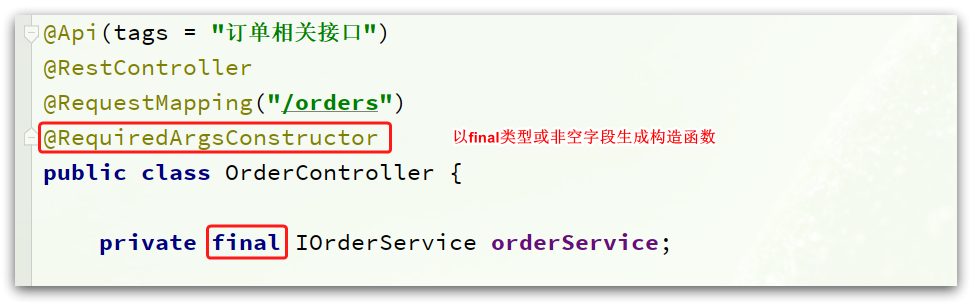 @Api(tags = "订单相关接口")
@RestController
@RequestMapping("/orders")
@RequiredArgsConstructor 以final类型或非空字段生成构造函数
public class OrderController {
private final IOrderService orderService;